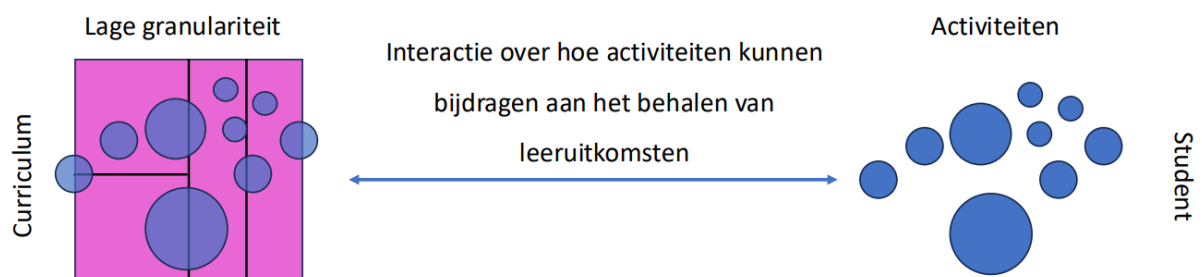 Lage granulariteit
Curriculum
Interactie over hoe activiteiten kunnen
bijdragen aan het behalen van
leeruitkomsten
Activiteiten
Student